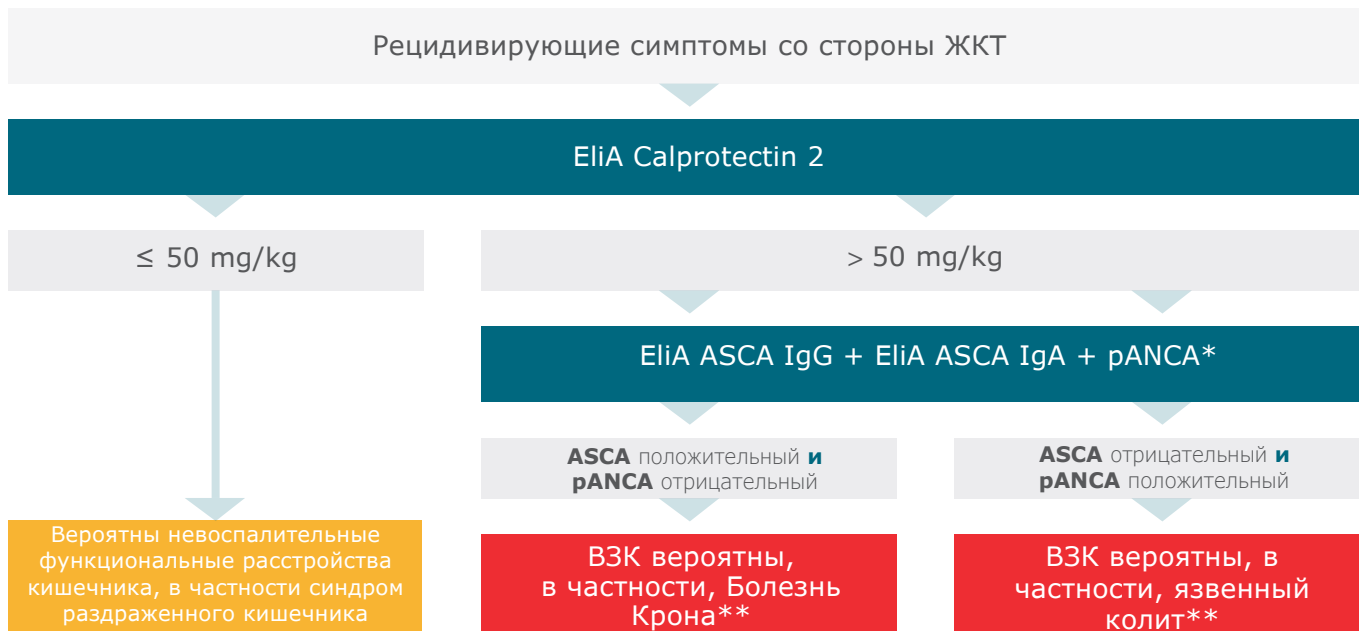 Рецидивирующие симптомы со стороны ЖКТ
EliA Calprotectin 2
≤ 50 mg/kg
> 50 mg/kg
EliA ASCA IgG + EliA ASCA IgA + pANCA*
ASCA положительный и
pANCA отрицательный
ASCA отрицательный и
pANCA положительный
Вероятны невоспалительные
функциональные расстройства
кишечника, в частности синдром
раздраженного кишечника
ВЗК вероятны,
в частности, Болезнь
Крона**
ВЗК вероятны, в
частности, язвенный
колит**